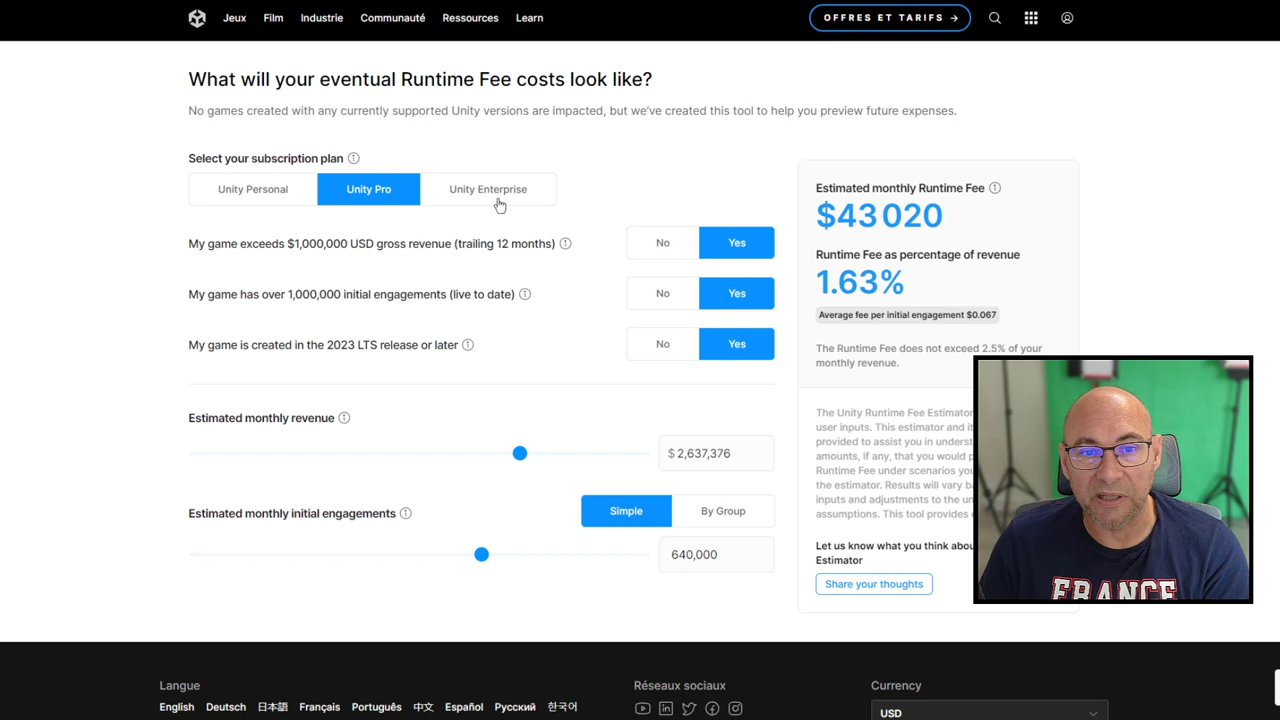 Jeux Film Industrie Communauté Ressources Learn OFFRES ET TARIFS →
What will your eventual Runtime Fee costs look like?
No games created with any currently supported Unity versions are impacted, but we've created this tool to help you preview future expenses.
Select your subscription plan
Unity Personal Unity Pro Unity Enterprise
My game exceeds $1,000,000 USD gross revenue (trailing 12 months) No Yes
My game has over 1,000,000 initial engagements (live to date) No Yes
My game is created in the 2023 LTS release or later No Yes
Estimated monthly revenue
$ 2,637,376
Estimated monthly initial engagements Simple By Group
640,000
Estimated monthly Runtime Fee
$43 020
Runtime Fee as percentage of revenue
1.63%
Average fee per initial engagement $0.067
The Runtime Fee does not exceed 2.5% of your
monthly revenue.
The Unity Runtime Fee Estimator
user inputs. This estimator and
provided to assist you in
amounts, if any, that you would
Runtime Fee under scenarios
the estimator. Results will vary
inputs and adjustments to the
assumptions. This tool provides
Let us know what you think
Estimator
Share your thoughts
FRANCE
Langue
English Deutsch 日本語 Français Português 中文 Español Русский 한국어
Réseaux sociaux
Currency
USD